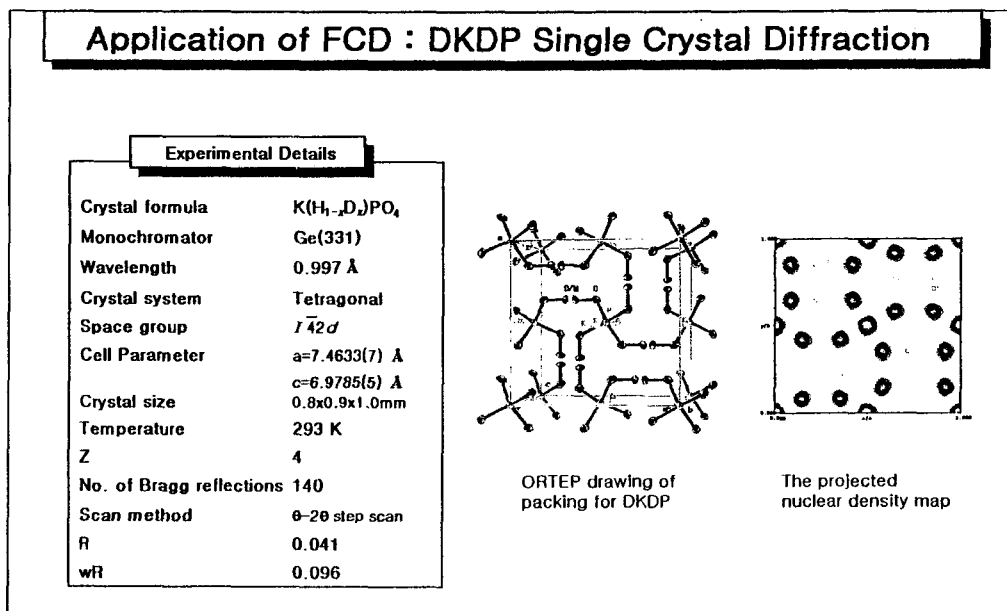 Application of FCD : DKDP Single Crystal Diffraction
Experimental Details
Crystal formula K(H₁₋ₓDₓ)PO₄
Monochromator Ge(331)
Wavelength 0.997 Å
Crystal system Tetragonal
Space group I4̅2d
Cell Parameter a=7.4633(7) Å
c=6.9785(5) Å
Crystal size 0.8x0.9x1.0mm
Temperature 293 K
Z 4
No. of Bragg reflections 140
Scan method θ-2θ step scan
R 0.041
wR 0.096
D/H O
ORTEP drawing of
packing for DKDP
The projected
nuclear density map